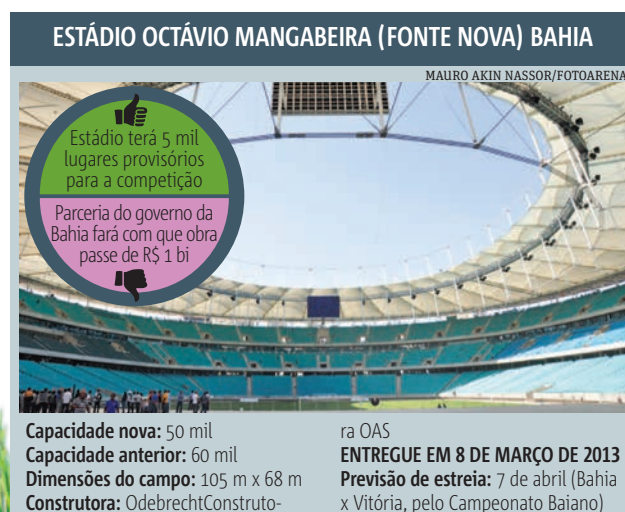 ESTÁDIO OCTÁVIO MANGABEIRA (FONTE NOVA) BAHIA
MAURO AKIN NASSOR/FOTOARENA
Estádio terá 5 mil
lugares provisórios
para a competição
Parceria do governo da
Bahia fará com que obra
passe de R$ 1 bi
Capacidade nova: 50 mil
Capacidade anterior: 60 mil
Dimensões do campo: 105 m x 68 m
Construtora: OdebrechtConstruto-
ra OAS
ENTREGUE EM 8 DE MARÇO DE 2013
Previsão de estreia: 7 de abril (Bahia
x Vitória, pelo Campeonato Baiano)